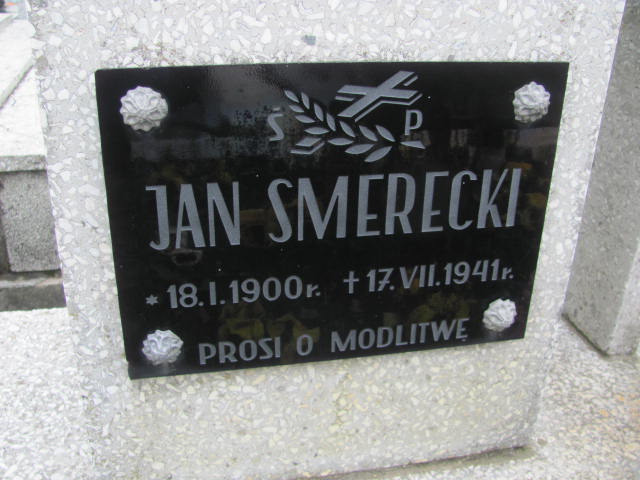 Ś P
JAN SMERECKI
* 18.I.1900r. † 17.VII.1941r.
PROSI O MODLITWĘ